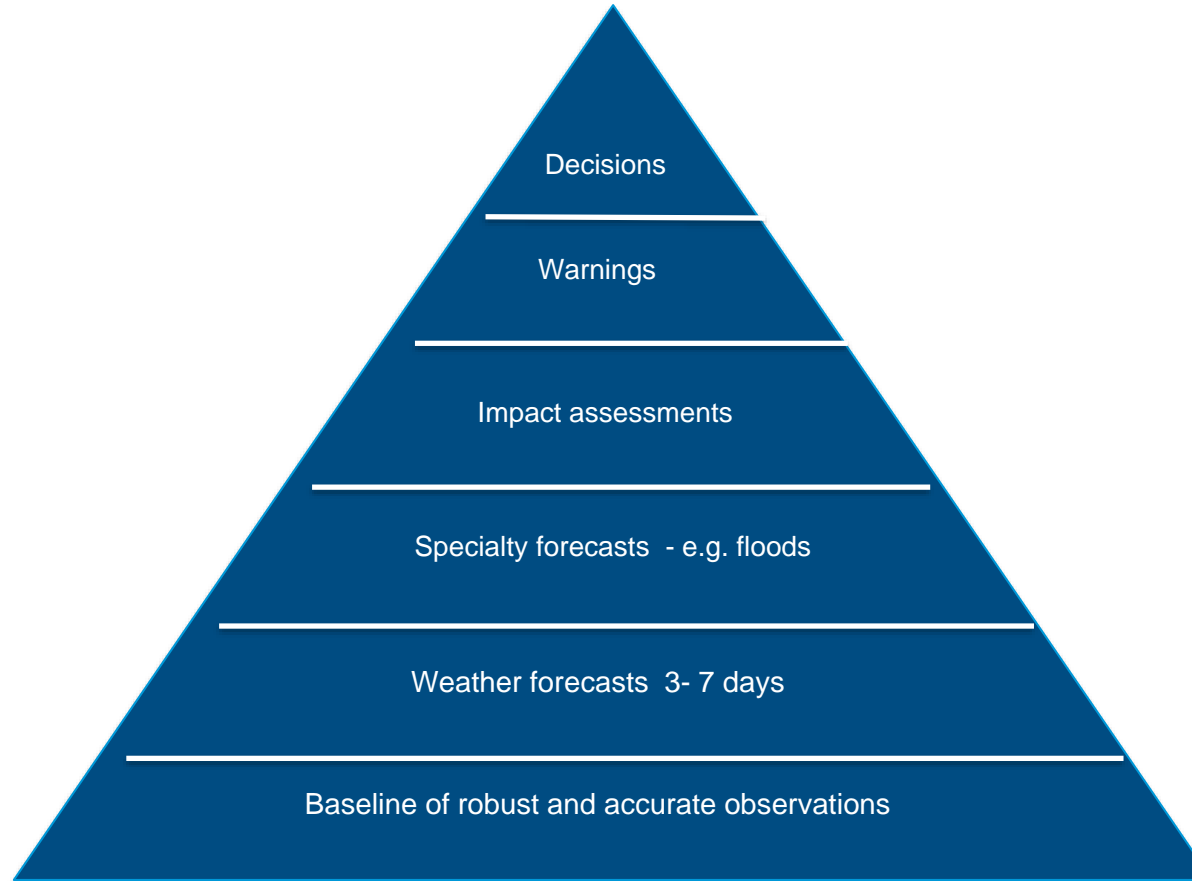 Decisions
Warnings
Impact assessments
Specialty forecasts - e.g. floods
Weather forecasts 3- 7 days
Baseline of robust and accurate observations